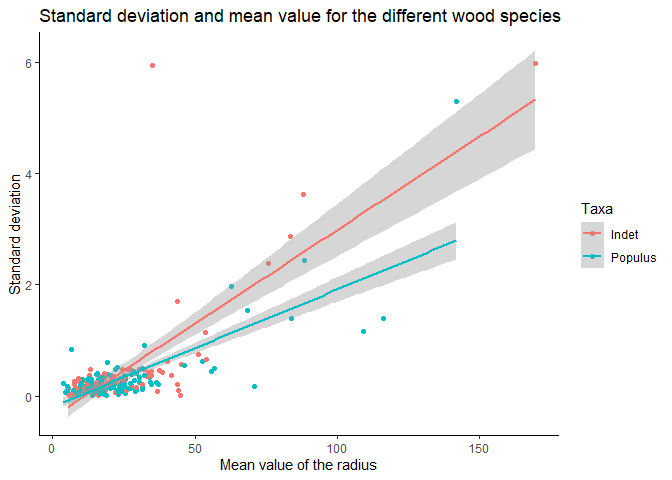 Standard deviation and mean value for the different wood species
6
4
2
0
Standard deviation
0
50
100
150
Mean value of the radius
Taxa
Indet
Populus